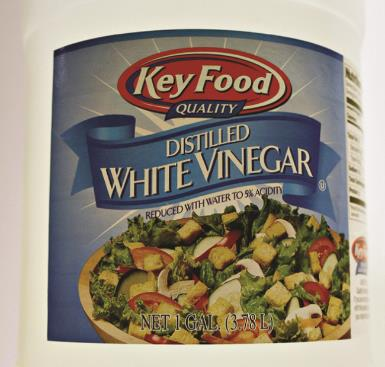 Key Food
QUALITY
DISTILLED
WHITE VINEGAR
REDUCED WITH WATER TO 5% ACIDITY
NET 1 GAL. (3.78 L)